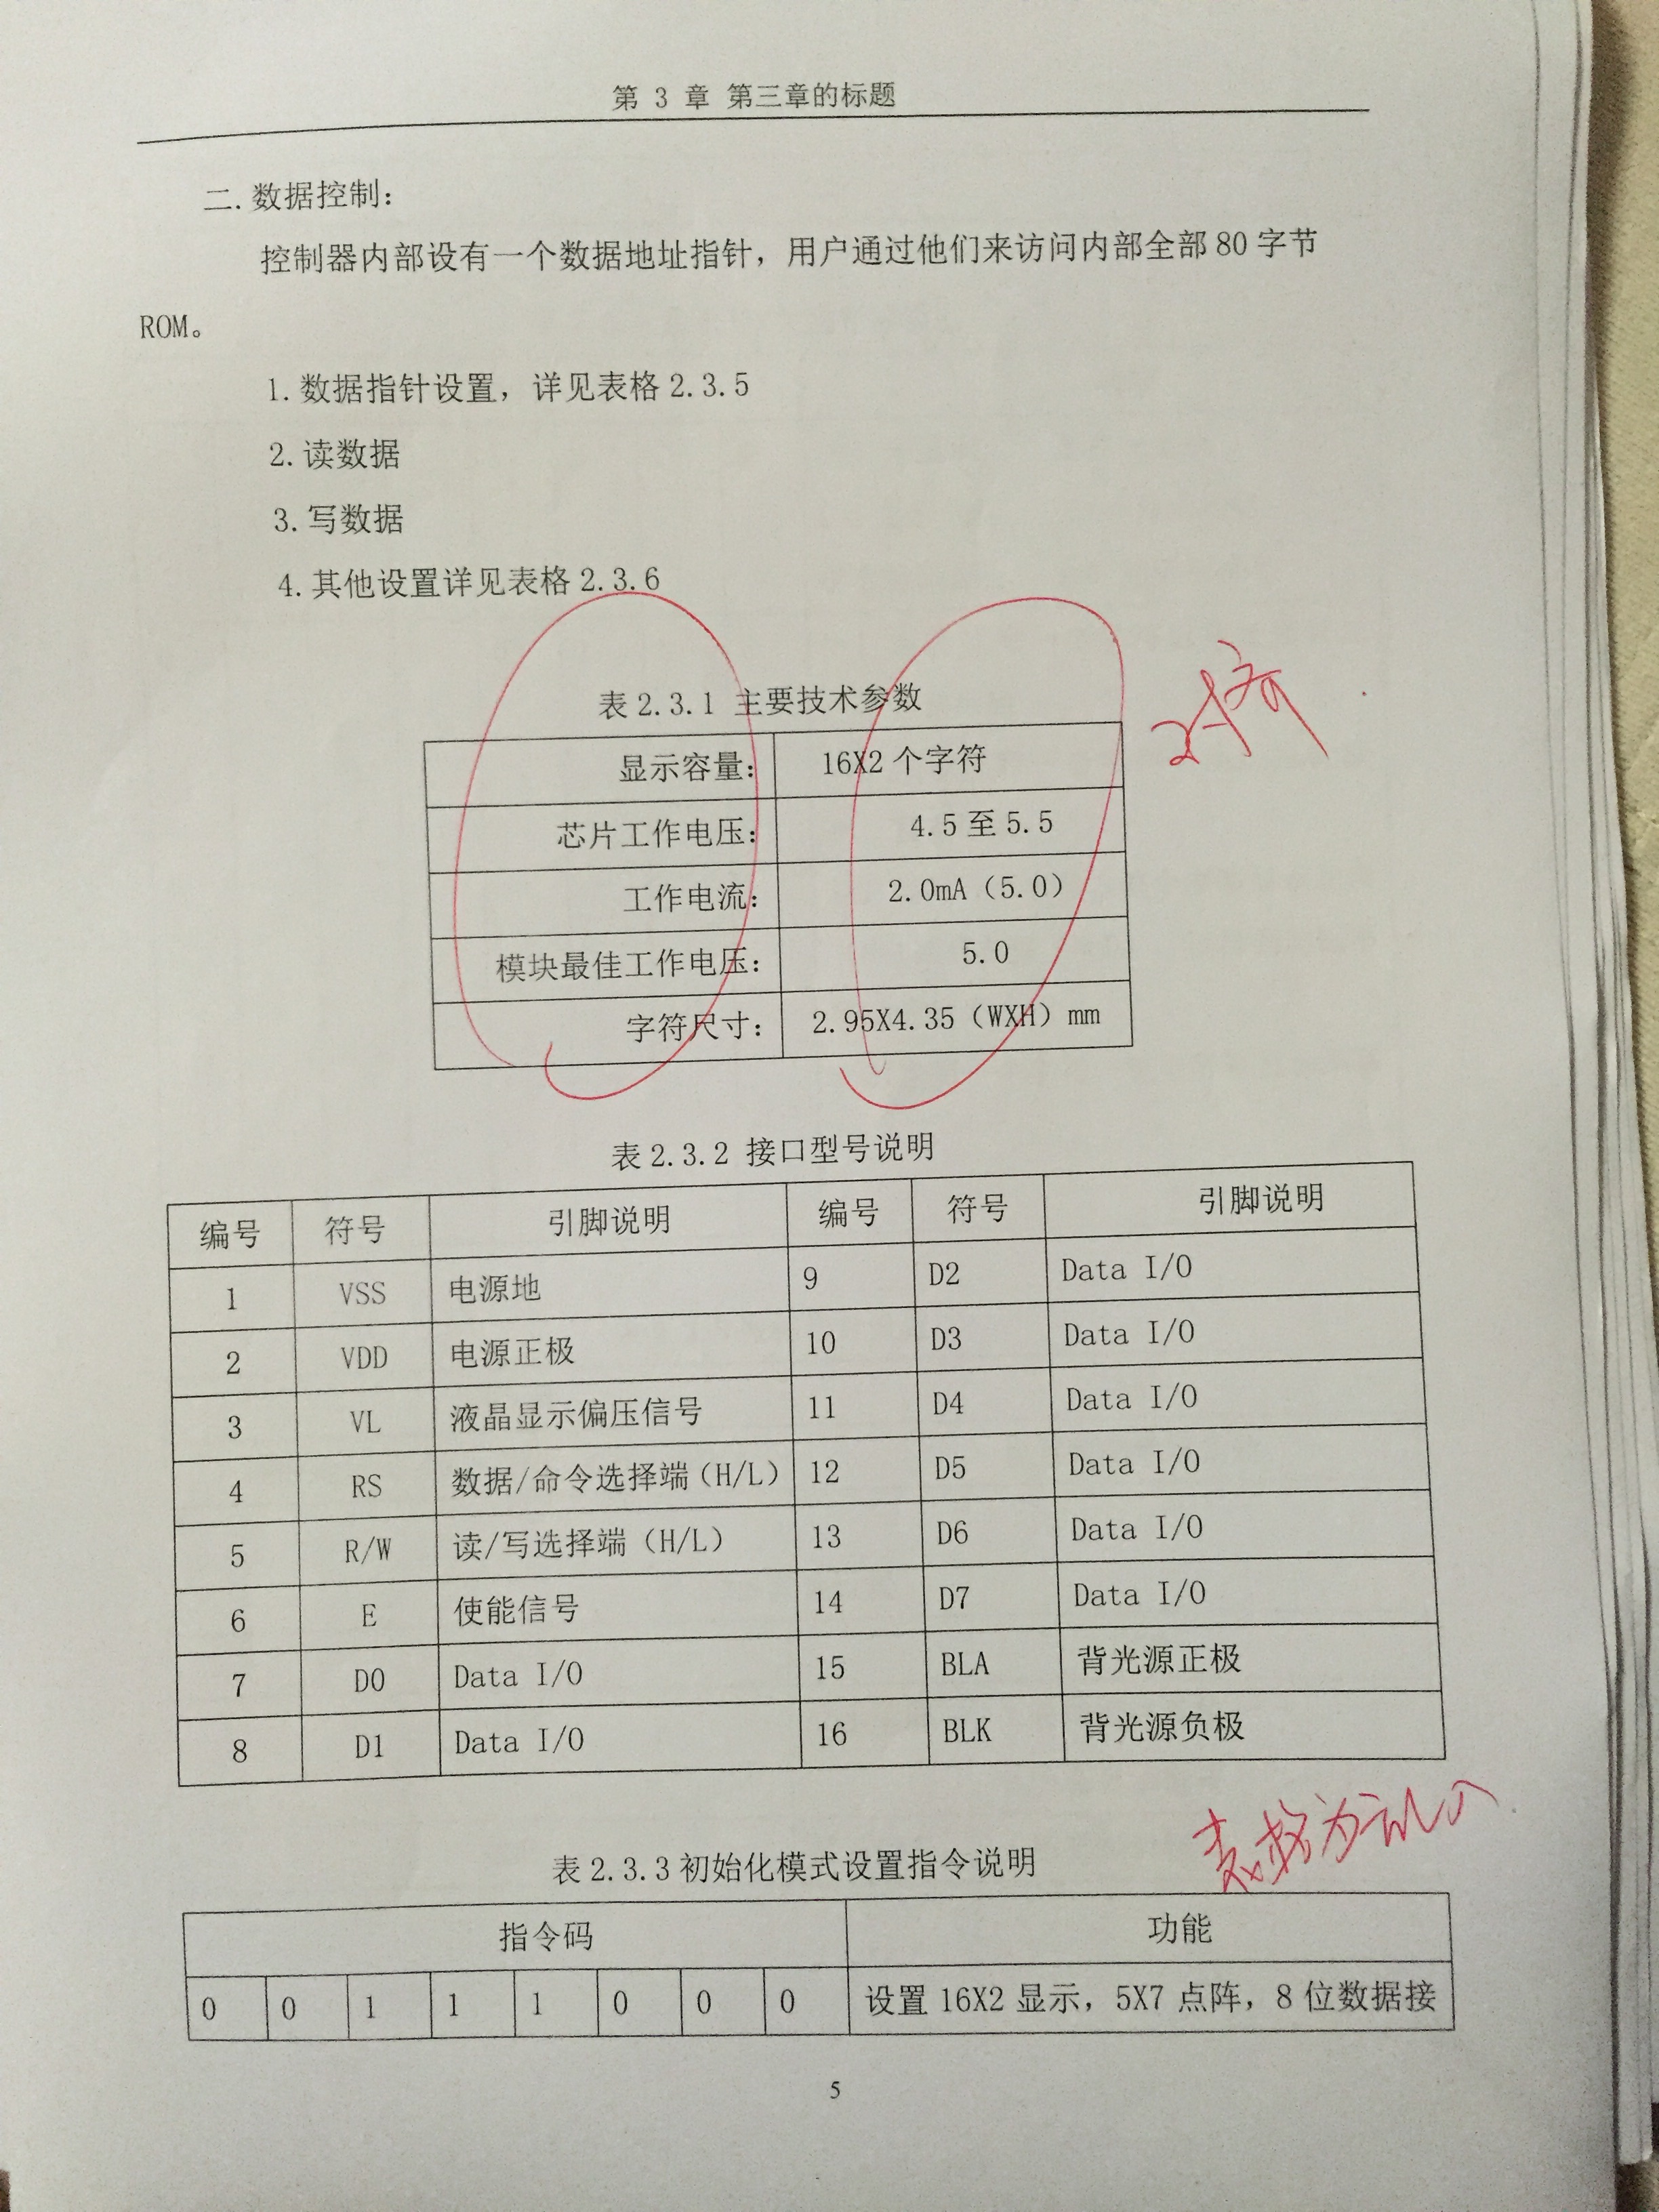 第 3 章 第三章的标题
二.数据控制：
控制器内部设有一个数据地址指针，用户通过他们来访问内部全部 80 字节
ROM。
1.数据指针设置，详见表格 2.3.5
2.读数据
3.写数据
4.其他设置详见表格 2.3.6
对齐
表 2.3.1 主要技术参数
显示容量： 16X2 个字符
芯片工作电压： 4.5 至 5.5
工作电流： 2.0mA（5.0）
模块最佳工作电压： 5.0
字符尺寸： 2.95X4.35（WXH）mm
表 2.3.2 接口型号说明
编号 符号 引脚说明 编号 符号 引脚说明
1 VSS 电源地 9 D2 Data I/O
2 VDD 电源正极 10 D3 Data I/O
3 VL 液晶显示偏压信号 11 D4 Data I/O
4 RS 数据/命令选择端（H/L） 12 D5 Data I/O
5 R/W 读/写选择端（H/L） 13 D6 Data I/O
6 E 使能信号 14 D7 Data I/O
7 D0 Data I/O 15 BLA 背光源正极
8 D1 Data I/O 16 BLK 背光源负极
表 2.3.3 初始化模式设置指令说明
指令码 功能
0 0 1 1 1 0 0 0 设置 16X2 显示，5X7 点阵，8 位数据接
5